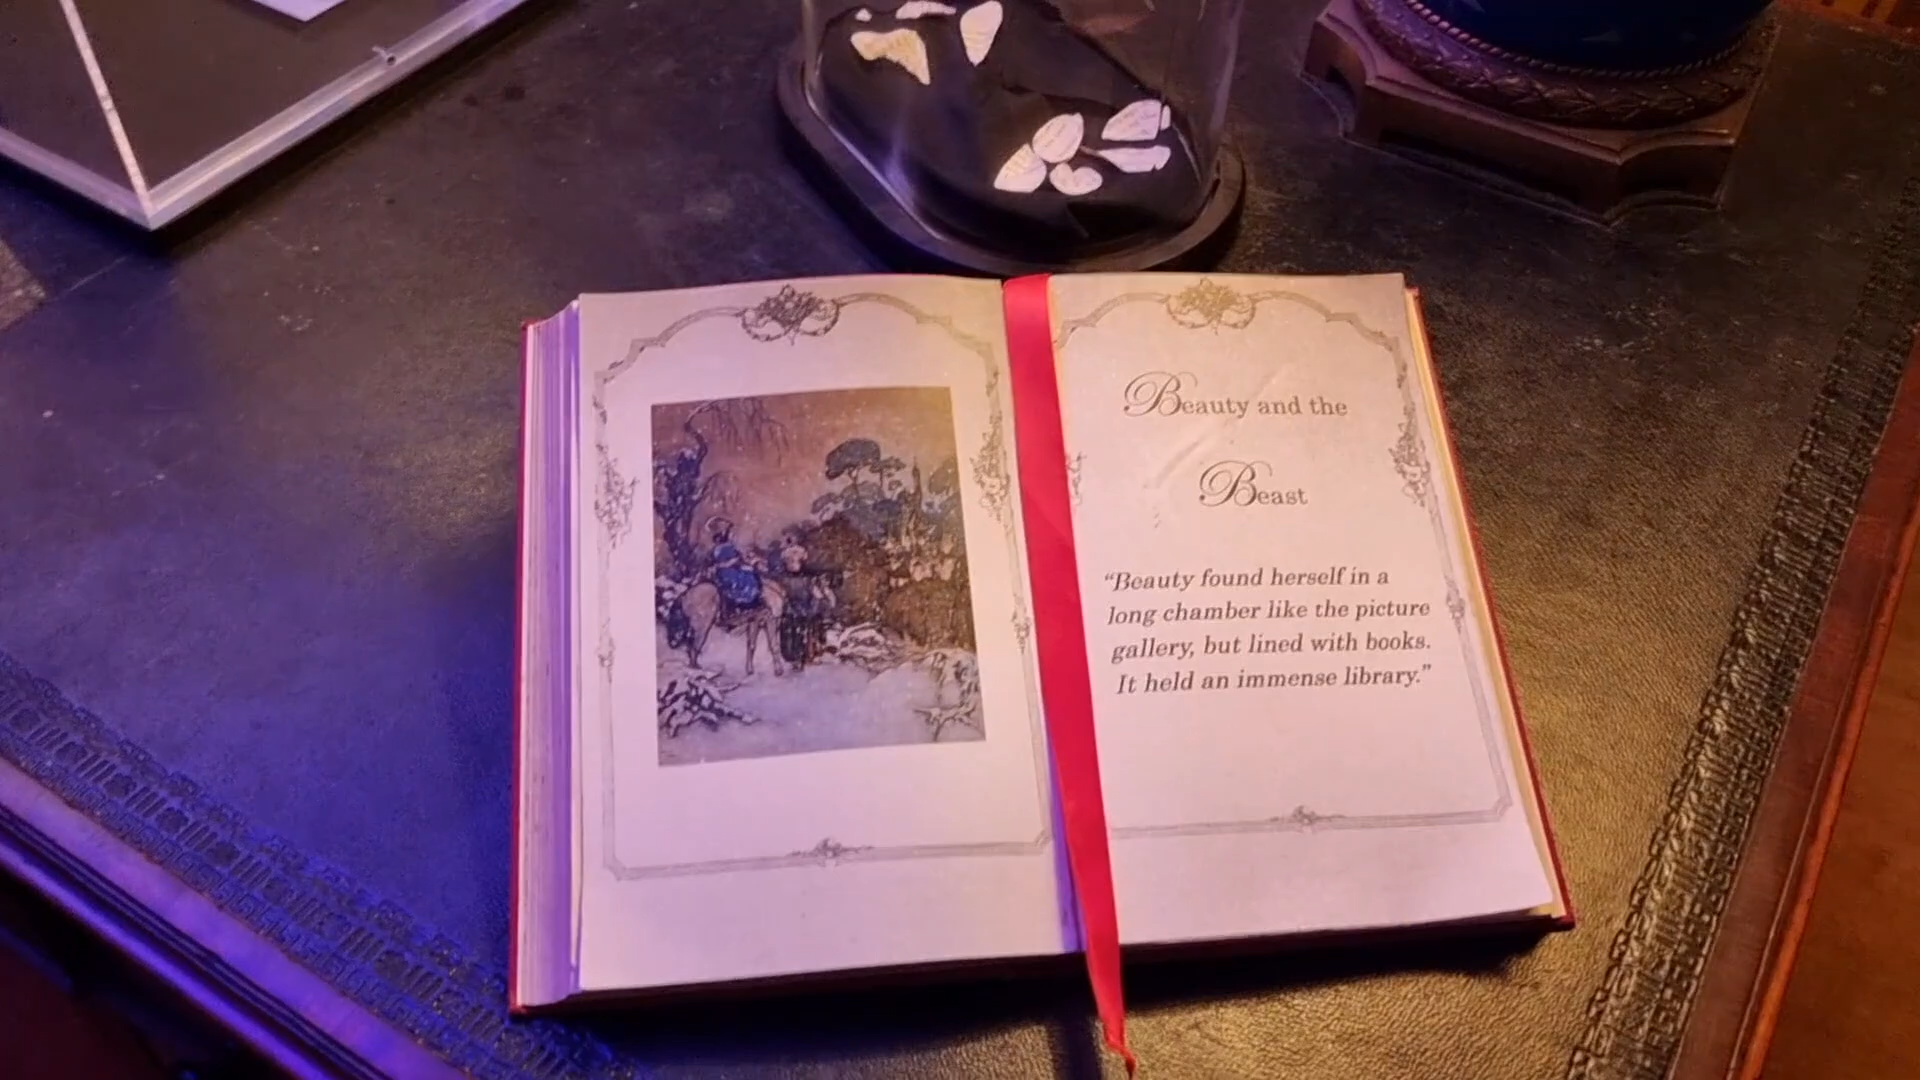 Beauty and the
Beast
“Beauty found herself in a
long chamber like the picture
gallery, but lined with books.
It held an immense library.”